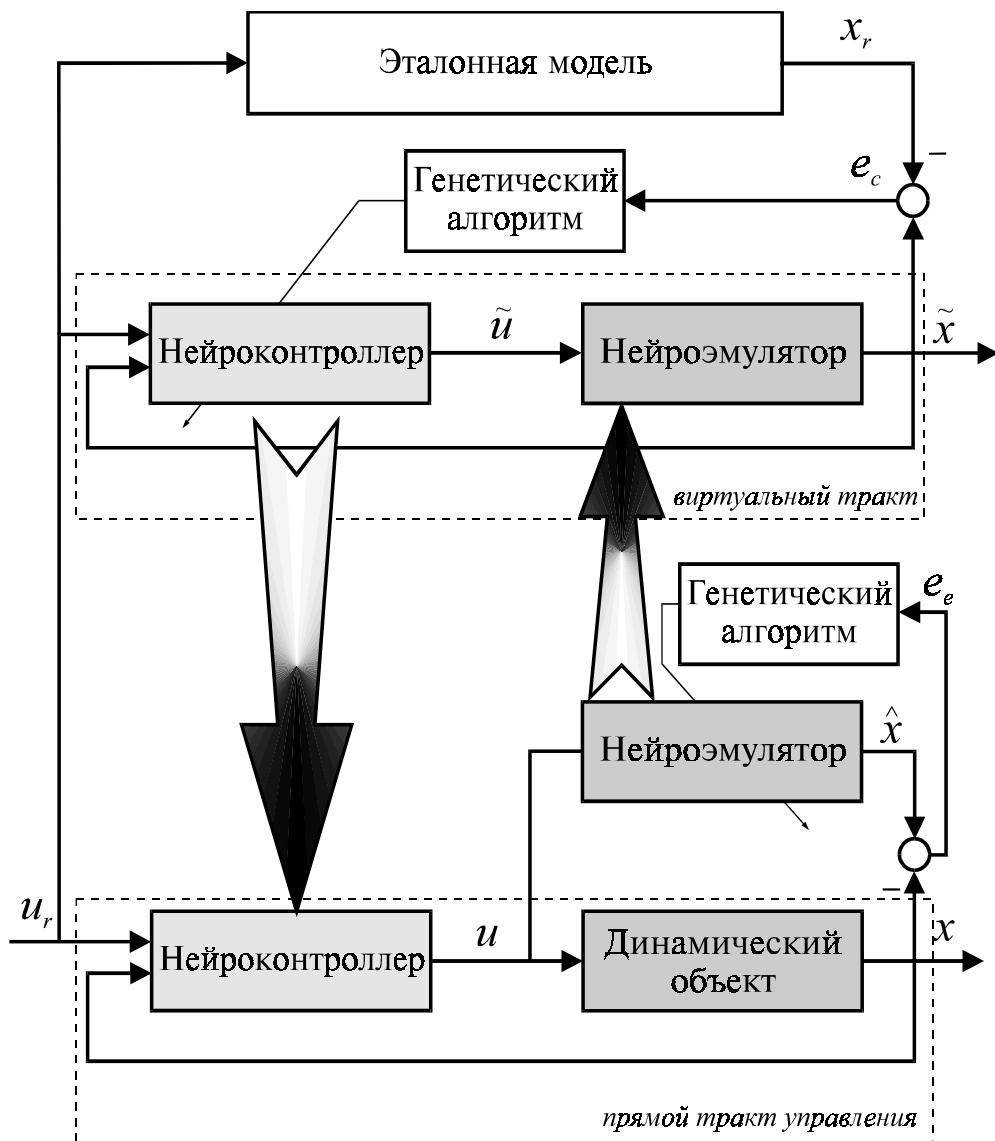 x_r
Эталонная модель
−
e_c
Генетический
алгоритм
ũ
x̃
Нейроконтроллер
Нейроэмулятор
виртуальный тракт
Генетический
алгоритм
e_e
Нейроэмулятор
x̂
−
u_r
u
x
Нейроконтроллер
Динамический
объект
прямой тракт управления